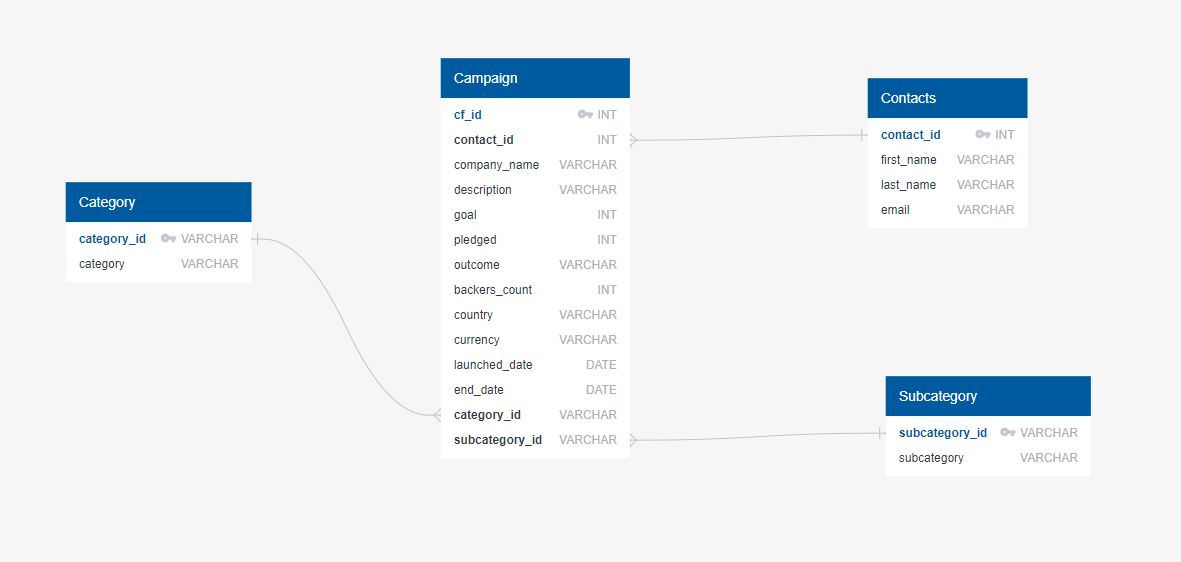 Category
category_id VARCHAR
category VARCHAR
Campaign
cf_id INT
contact_id INT
company_name VARCHAR
description VARCHAR
goal INT
pledged INT
outcome VARCHAR
backers_count INT
country VARCHAR
currency VARCHAR
launched_date DATE
end_date DATE
category_id VARCHAR
subcategory_id VARCHAR
Contacts
contact_id INT
first_name VARCHAR
last_name VARCHAR
email VARCHAR
Subcategory
subcategory_id VARCHAR
subcategory VARCHAR